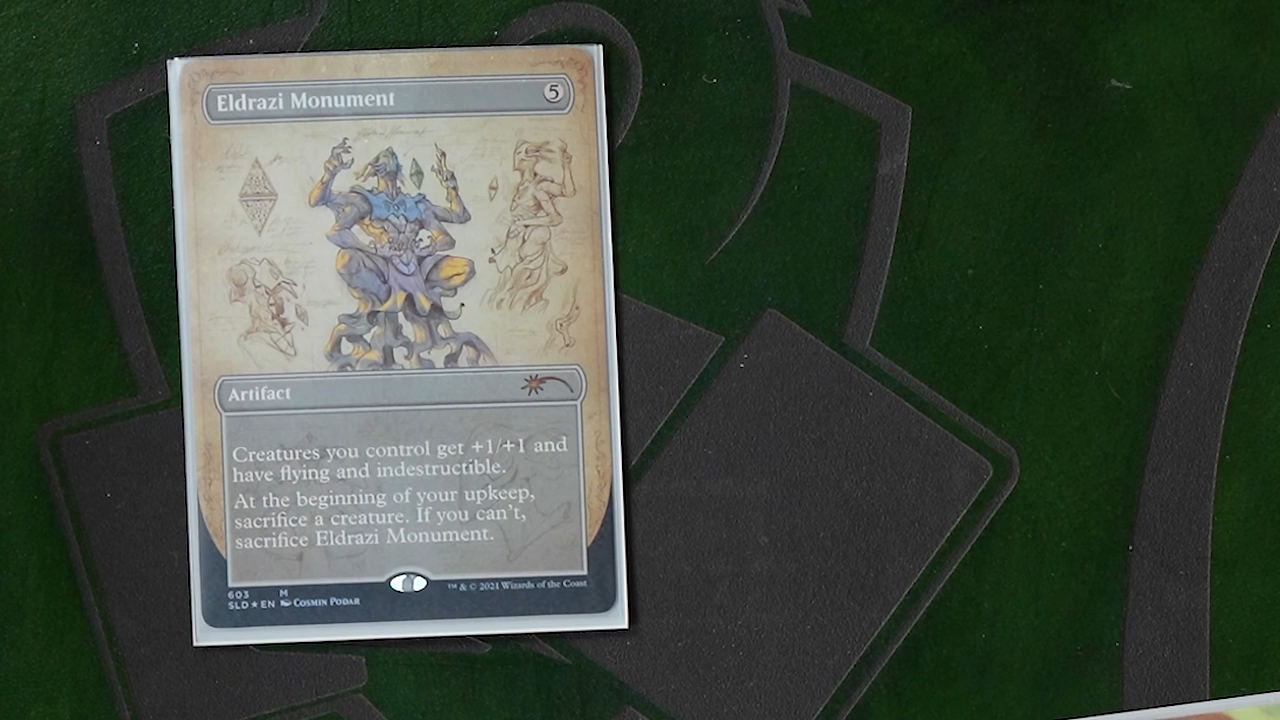 Eldrazi Monument 5
Artifact
Creatures you control get +1/+1 and
have flying and indestructible.
At the beginning of your upkeep,
sacrifice a creature. If you can't,
sacrifice Eldrazi Monument.
603 M
SLD ★ EN Cosmin Podar
™ & © 2021 Wizards of the Coast